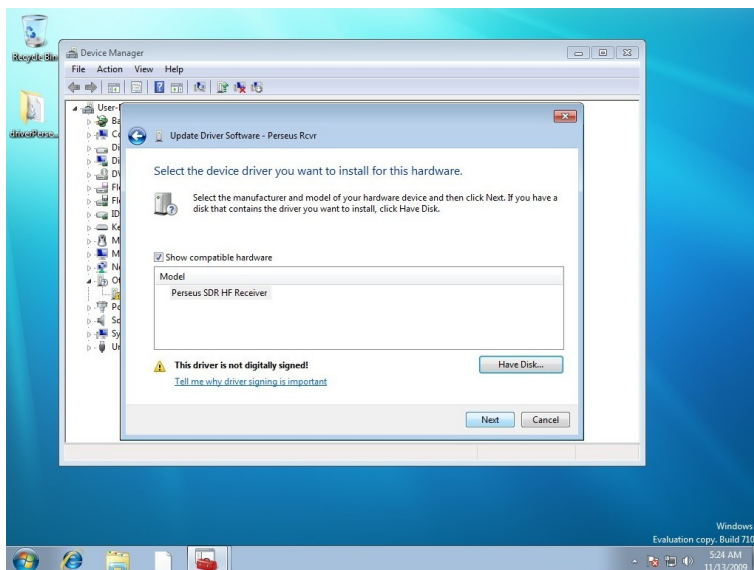 Recycle Bin
Device Manager
File Action View Help
User-
Update Driver Software - Perseus Rcvr
Select the device driver you want to install for this hardware.
Select the manufacturer and model of your hardware device and then click Next. If you have a
disk that contains the driver you want to install, click Have Disk.
Show compatible hardware
Model
Perseus SDR HF Receiver
This driver is not digitally signed!
Have Disk...
Tell me why driver signing is important
Next Cancel
Windows
Evaluation copy. Build 710
5:24 AM
11/13/2009